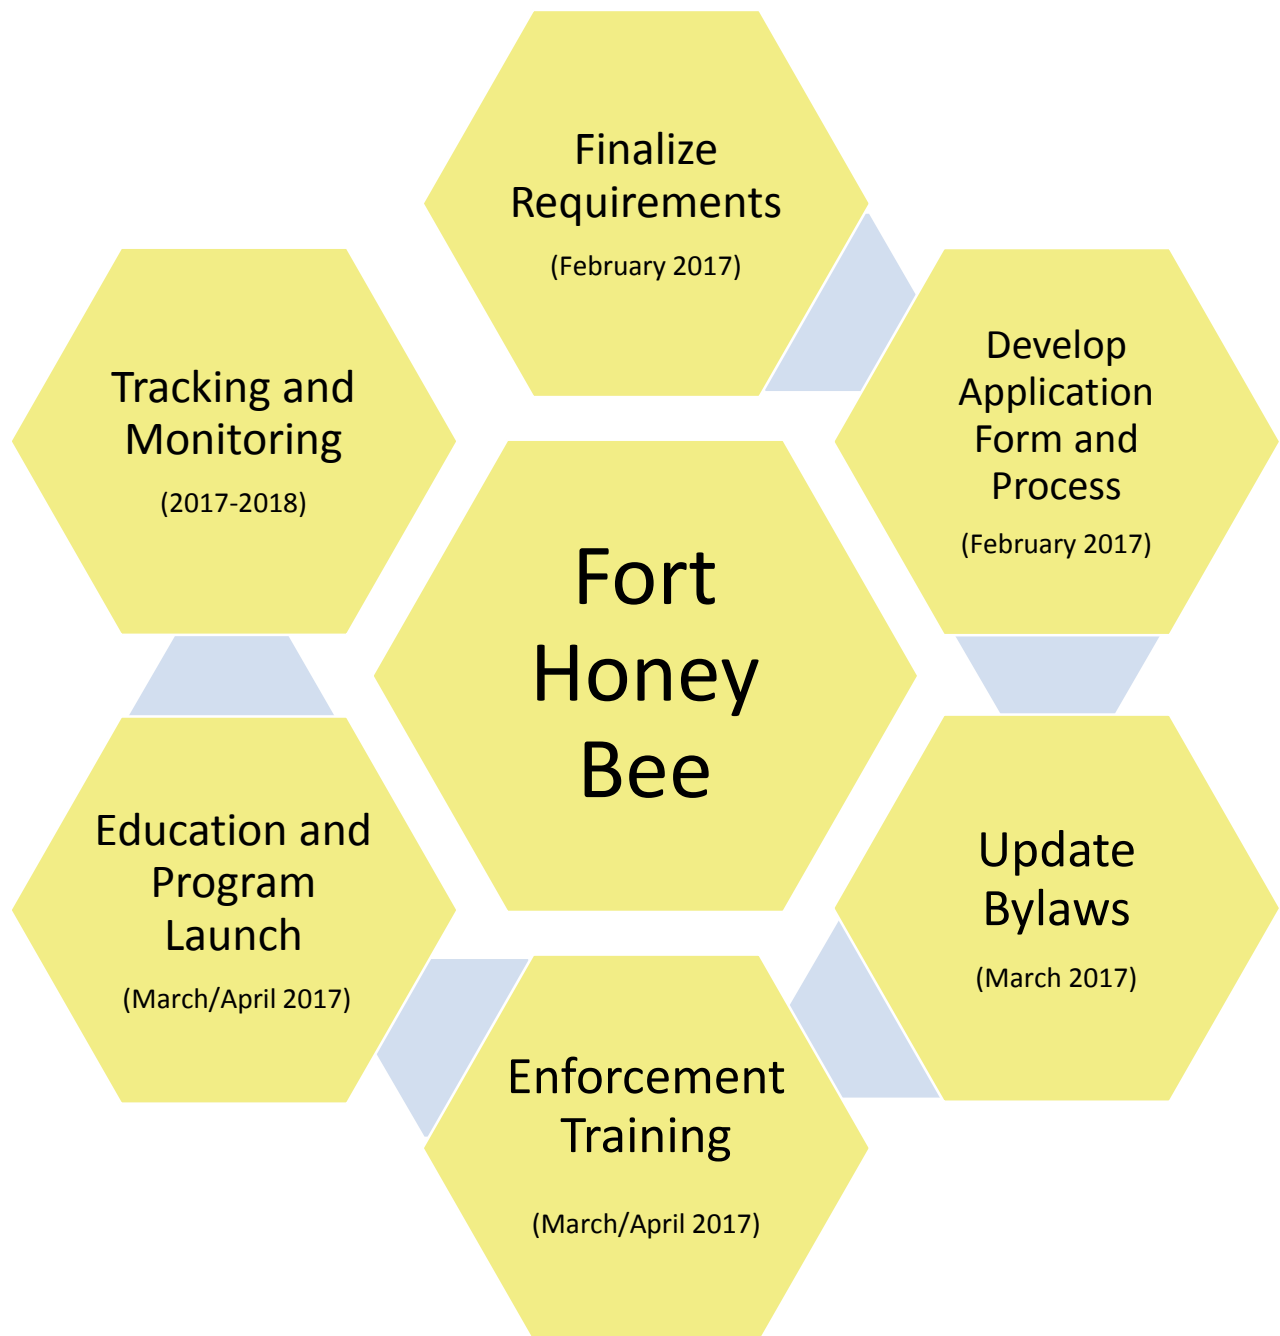 Finalize
Requirements
(February 2017)
Develop
Application
Form and
Process
(February 2017)
Update
Bylaws
(March 2017)
Enforcement
Training
(March/April 2017)
Education and
Program
Launch
(March/April 2017)
Tracking and
Monitoring
(2017-2018)
Fort
Honey
Bee